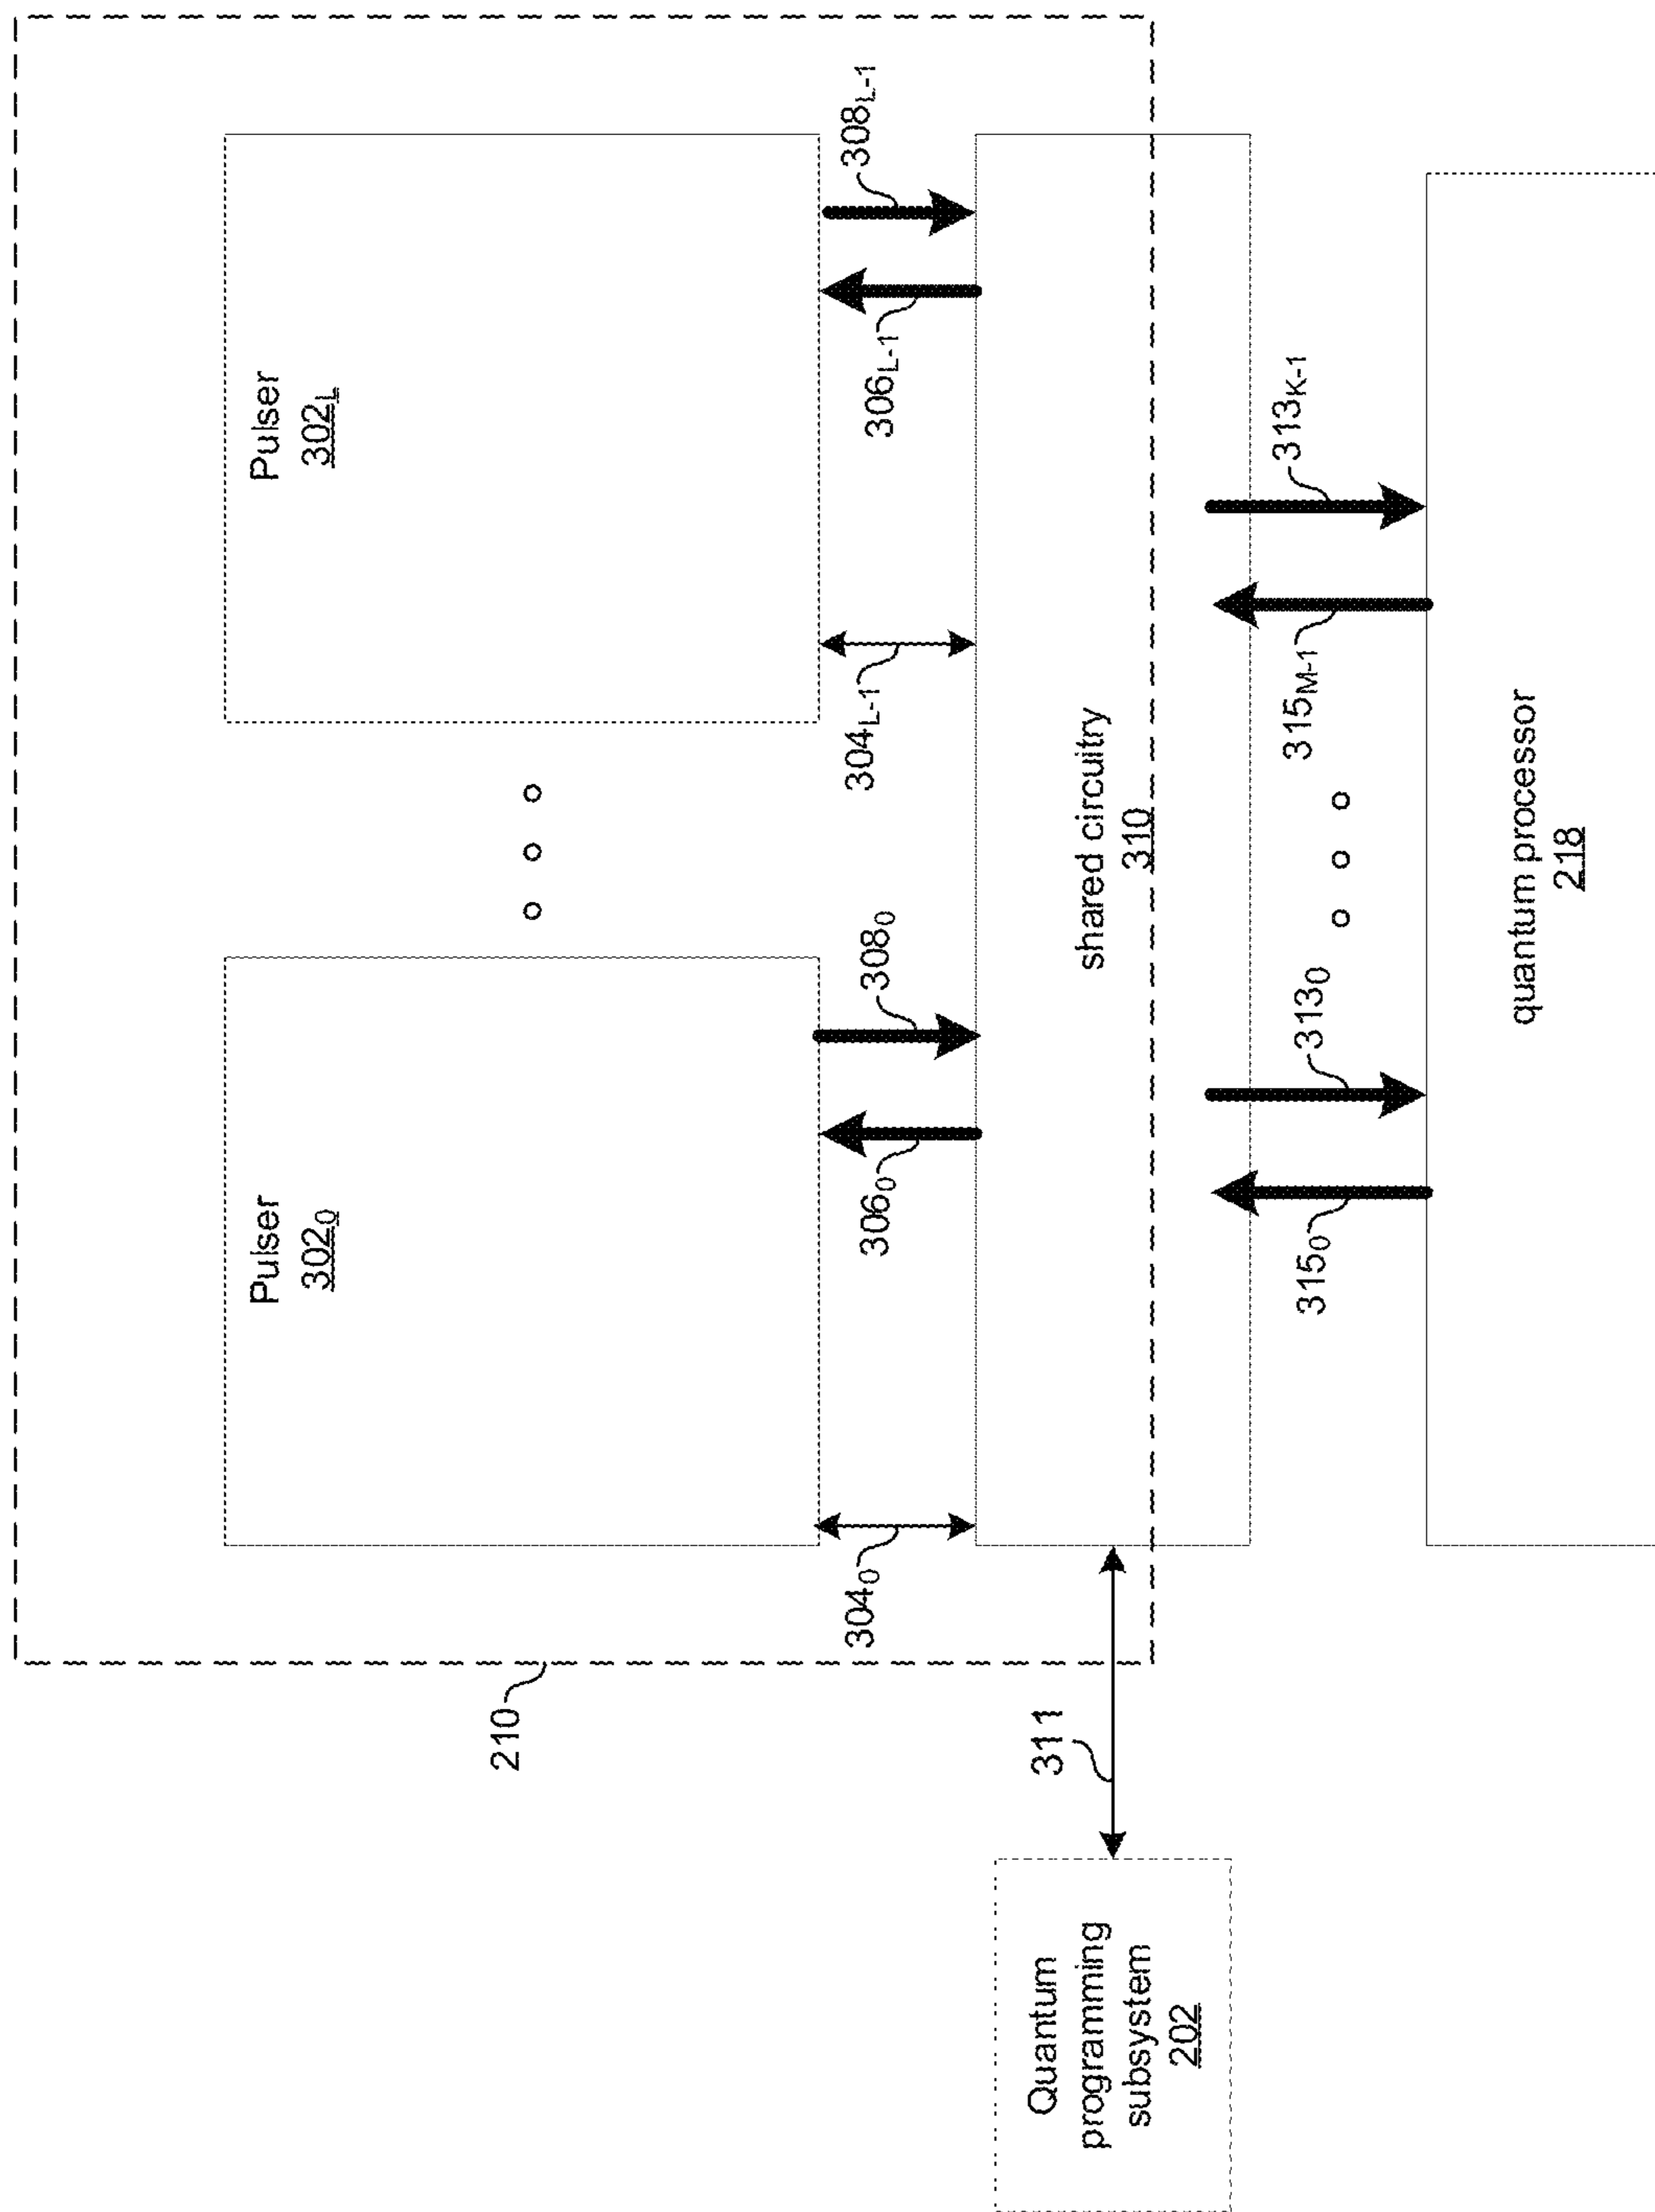 210
Pulser
302₀
Pulser
302L
304₀
306₀
308₀
304L-1
306L-1
308L-1
311
Quantum
programming
subsystem
202
shared circuitry
310
315₀
313₀
315M-1
313K-1
quantum processor
218